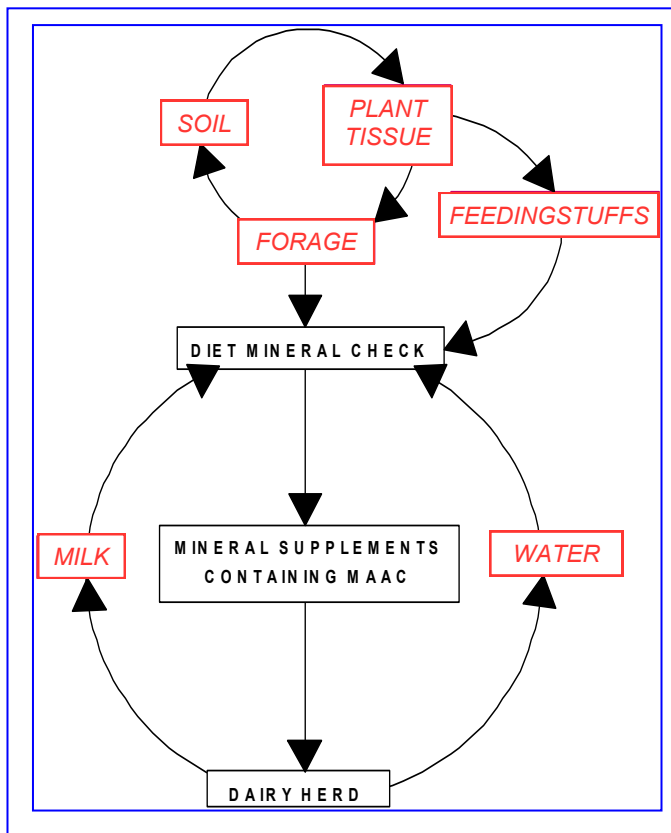 SOIL
PLANT
TISSUE
FEEDINGSTUFFS
FORAGE
DIET MINERAL CHECK
MILK
MINERAL SUPPLEMENTS
CONTAINING MAAC
WATER
DAIRY HERD